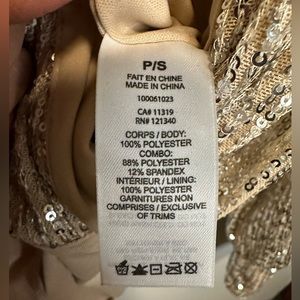 P/S
FAIT EN CHINE
MADE IN CHINA
100061023
CA# 11319
RN# 121340
CORPS / BODY:
100% POLYESTER
COMBO:
88% POLYESTER
12% SPANDEX
INTÉRIEUR / LINING:
100% POLYESTER
GARNITURES NON
COMPRISES / EXCLUSIVE
OF TRIMS